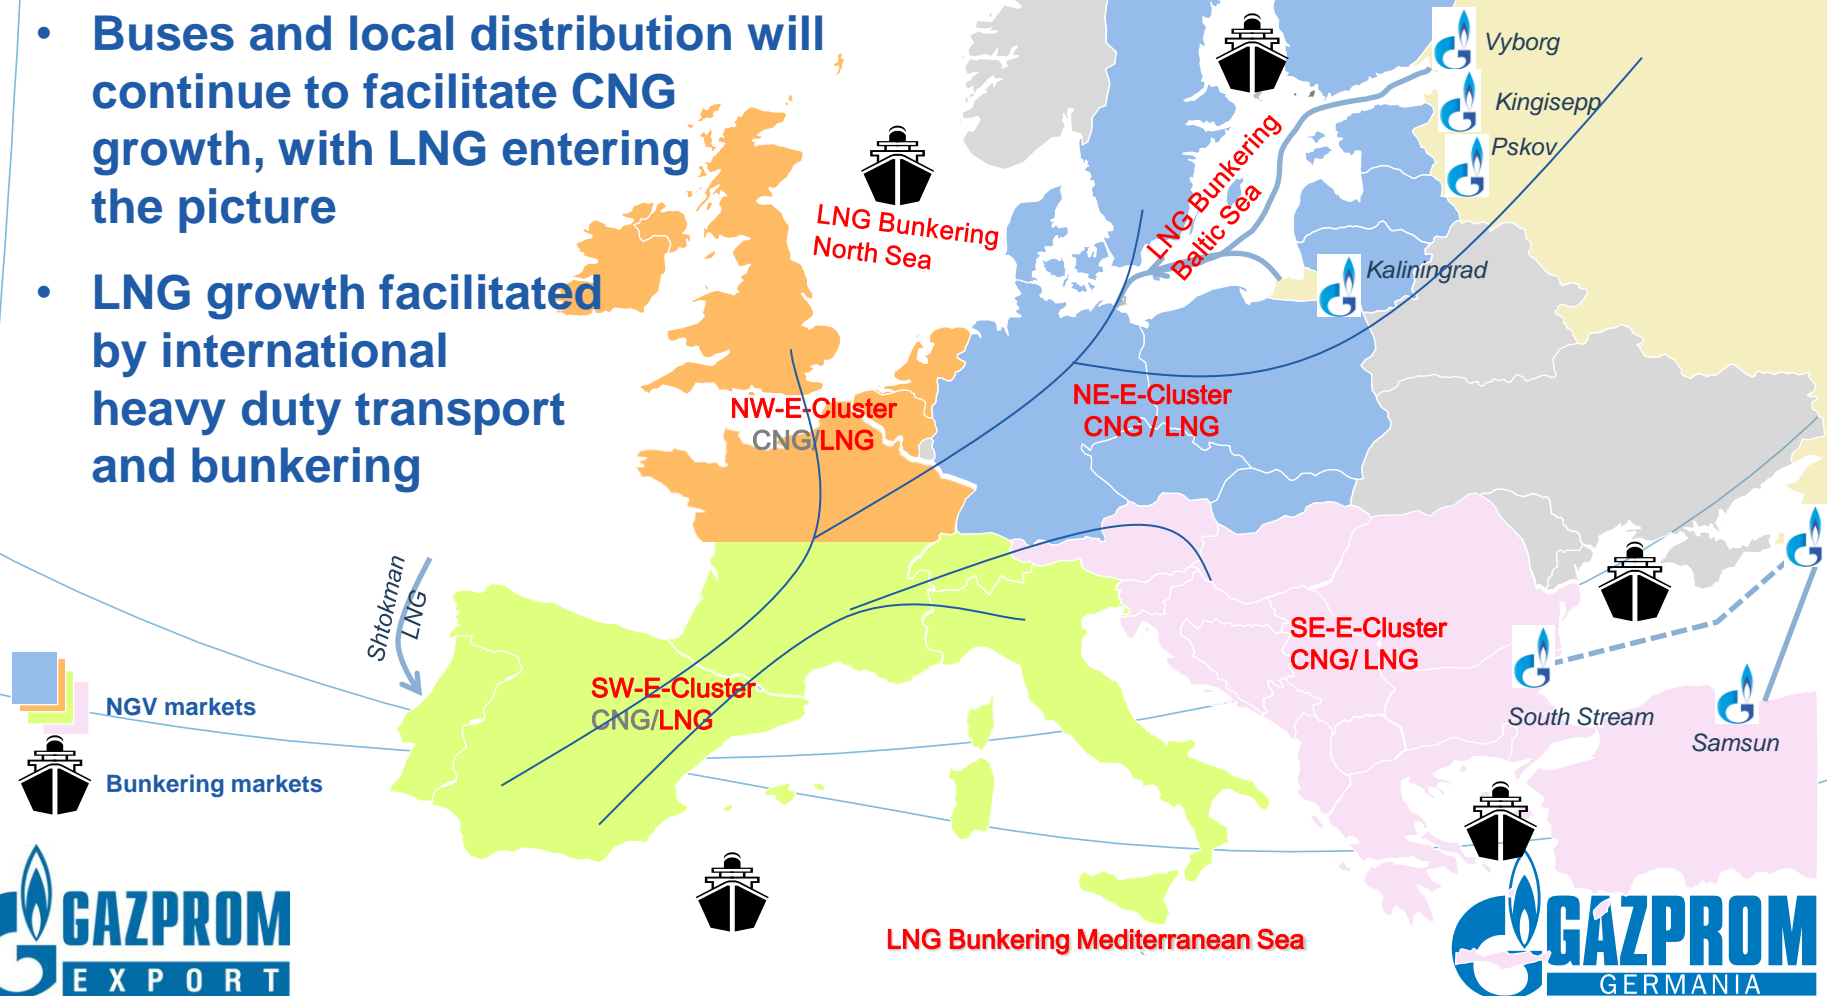 • Buses and local distribution will
continue to facilitate CNG
growth, with LNG entering
the picture
• LNG growth facilitated
by international
heavy duty transport
and bunkering
Vyborg
Kingisepp
Pskov
Kaliningrad
LNG Bunkering
North Sea
LNG Bunkering
Baltic Sea
NW-E-Cluster
CNG/LNG
NE-E-Cluster
CNG / LNG
Shtokman
LNG
SE-E-Cluster
CNG/ LNG
SW-E-Cluster
CNG/LNG
South Stream
Samsun
NGV markets
Bunkering markets
LNG Bunkering Mediterranean Sea
GAZPROM
EXPORT
GAZPROM
GERMANIA